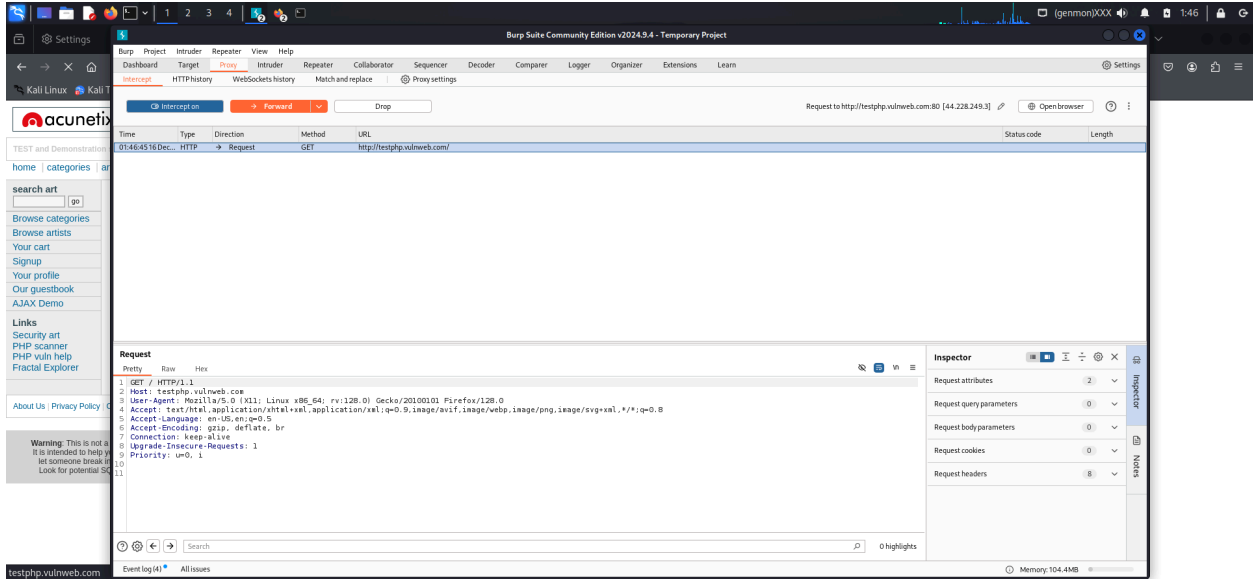 1 2 3 4 (genmon)XXX 1:46 G
Settings
Burp Suite Community Edition v2024.9.4 - Temporary Project
Burp Project Intruder Repeater View Help
Dashboard Target Proxy Intruder Repeater Collaborator Sequencer Decoder Comparer Logger Organizer Extensions Learn Settings
Intercept HTTP history WebSockets history Match and replace Proxy settings
Kali Linux Kali T
Intercept on Forward Drop Request to http://testphp.vulnweb.com:80 [44.228.249.3] Open browser
acunetix
Time Type Direction Method URL Status code Length
01:46:45 16 Dec... HTTP → Request GET http://testphp.vulnweb.com/
TEST and Demonstration
home | categories | ar
search art
go
Browse categories
Browse artists
Your cart
Signup
Your profile
Our guestbook
AJAX Demo
Links
Security art
PHP scanner
PHP vuln help
Fractal Explorer
About Us | Privacy Policy | C
Warning: This is not a
It is intended to help y
let someone break in
Look for potential SQ
testphp.vulnweb.com
Request
Pretty Raw Hex
\n
1 GET / HTTP/1.1
2 Host: testphp.vulnweb.com
3 User-Agent: Mozilla/5.0 (X11; Linux x86_64; rv:128.0) Gecko/20100101 Firefox/128.0
4 Accept: text/html,application/xhtml+xml,application/xml;q=0.9,image/avif,image/webp,image/png,image/svg+xml,*/*;q=0.8
5 Accept-Language: en-US,en;q=0.5
6 Accept-Encoding: gzip, deflate, br
7 Connection: keep-alive
8 Upgrade-Insecure-Requests: 1
9 Priority: u=0, i
10
11
Search 0 highlights
Inspector
Request attributes 2
Request query parameters 0
Request body parameters 0
Request cookies 0
Request headers 8
Inspector
Notes
Event log (4) All issues Memory: 104.4MB